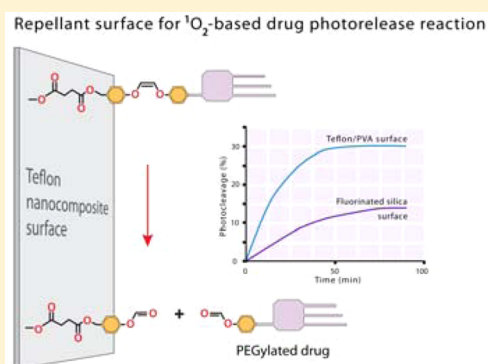 Repellant surface for ¹O₂-based drug photorelease reaction
O
O
O
O
O
O
Teflon
nanocomposite
surface
Photocleavage (%)
30
20
10
0
Teflon/PVA surface
Fluorinated silica
surface
0
50
100
Time (min)
O
O
O
O
O
O
+
O
O
PEGylated drug